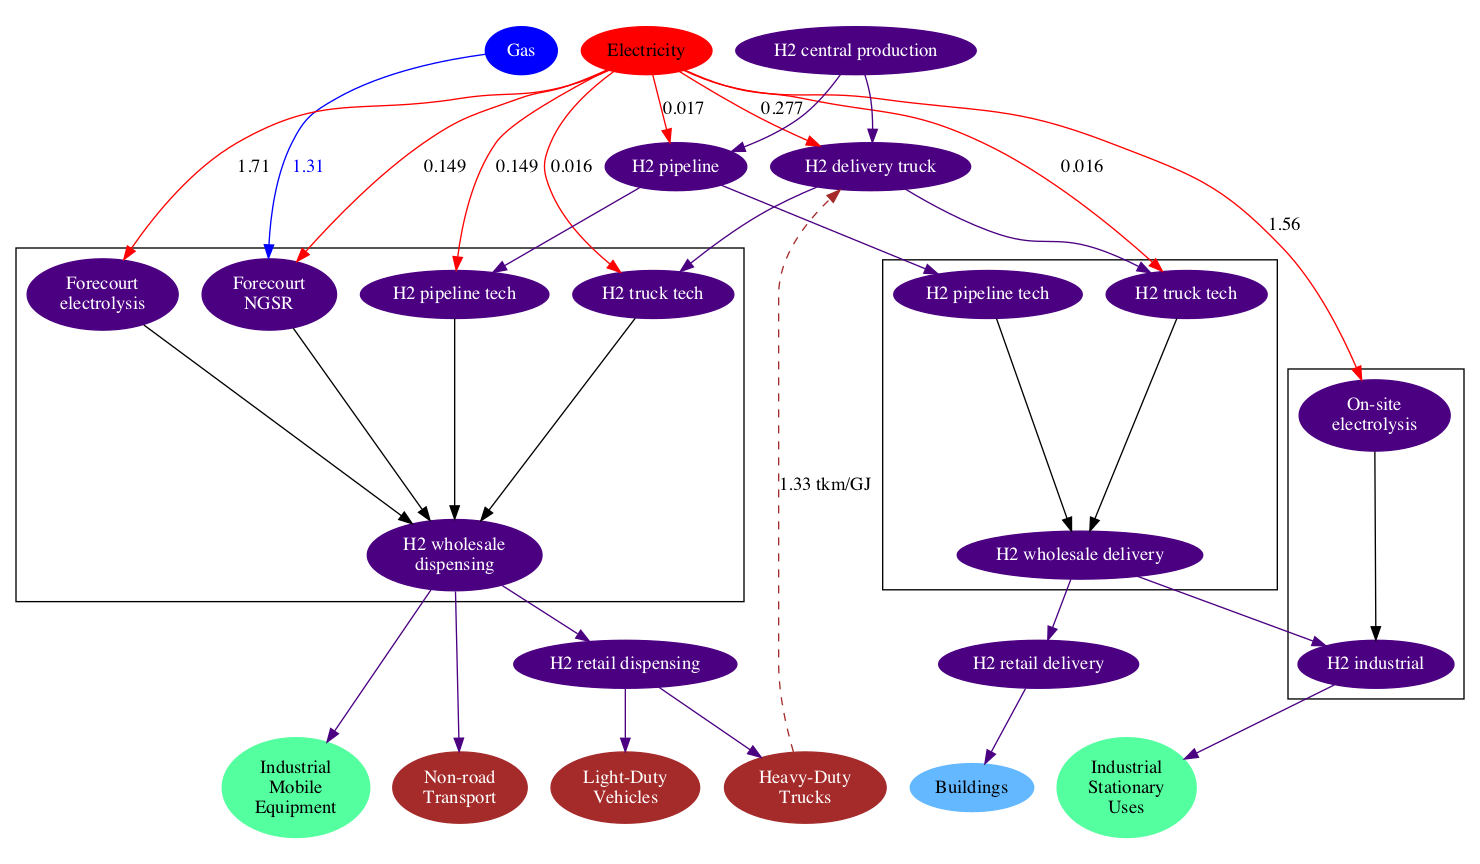 Gas
Electricity
H2 central production
0.017
0.277
1.71
1.31
0.149
0.149
0.016
H2 pipeline
H2 delivery truck
0.016
1.56
Forecourt
electrolysis
Forecourt
NGSR
H2 pipeline tech
H2 truck tech
H2 pipeline tech
H2 truck tech
On-site
electrolysis
1.33 tkm/GJ
H2 wholesale
dispensing
H2 wholesale delivery
H2 retail dispensing
H2 retail delivery
H2 industrial
Industrial
Mobile
Equipment
Non-road
Transport
Light-Duty
Vehicles
Heavy-Duty
Trucks
Buildings
Industrial
Stationary
Uses